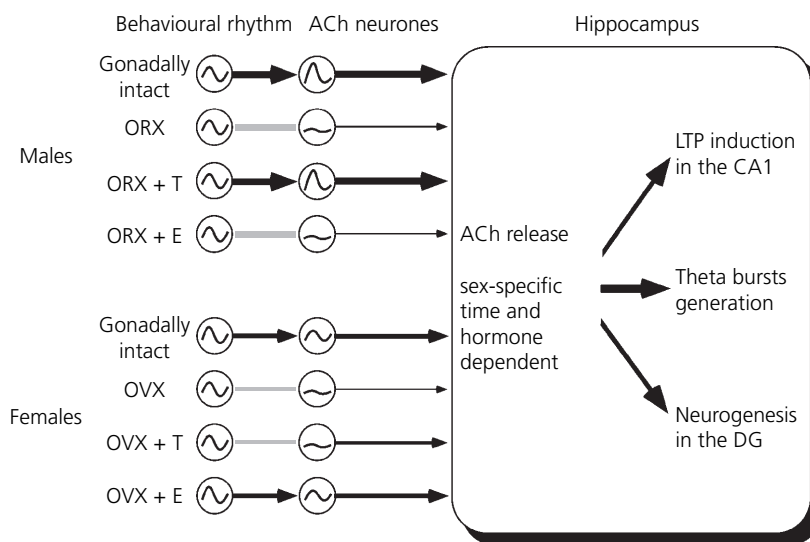 Behavioural rhythm ACh neurones Hippocampus
Males
Gonadally
intact
ORX
ORX + T
ORX + E
Females
Gonadally
intact
OVX
OVX + T
OVX + E
ACh release
sex-specific
time and
hormone
dependent
LTP induction
in the CA1
Theta bursts
generation
Neurogenesis
in the DG